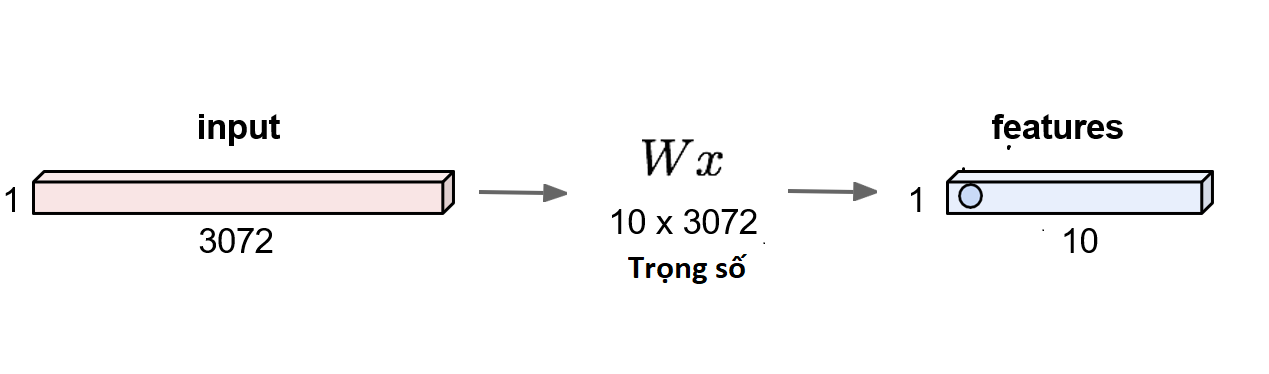 input
1
3072
Wx
10 x 3072
Trọng số
features
1
10